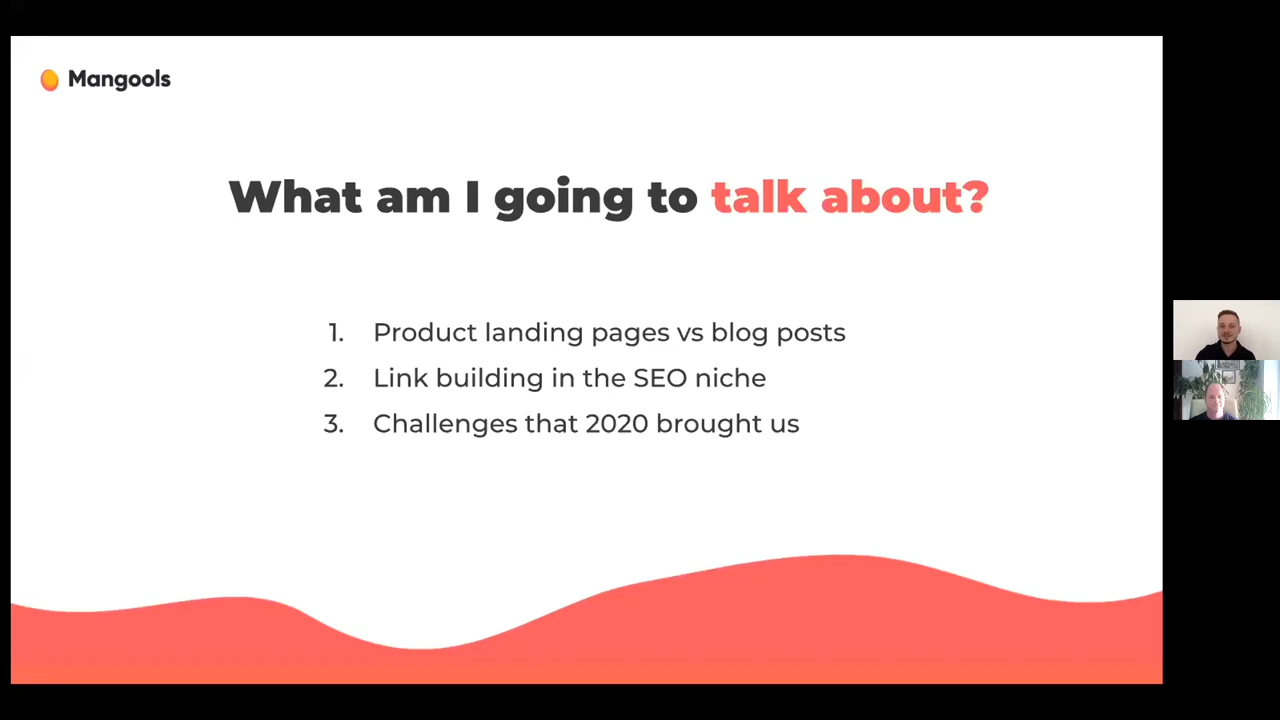 Mangools
What am I going to talk about?
1. Product landing pages vs blog posts
2. Link building in the SEO niche
3. Challenges that 2020 brought us